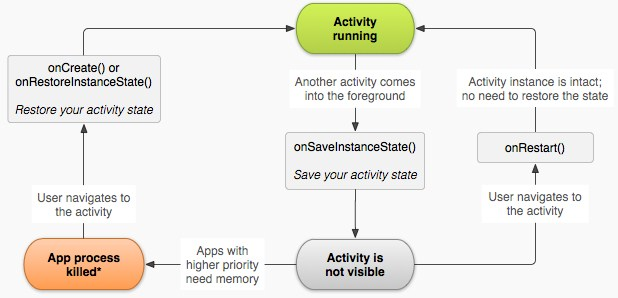 Activity
running
onCreate() or
onRestoreInstanceState()
Restore your activity state
Another activity comes
into the foreground
Activity instance is intact;
no need to restore the state
onSaveInstanceState()
Save your activity state
onRestart()
User navigates to
the activity
User navigates to
the activity
App process
killed*
Apps with
higher priority
need memory
Activity is
not visible